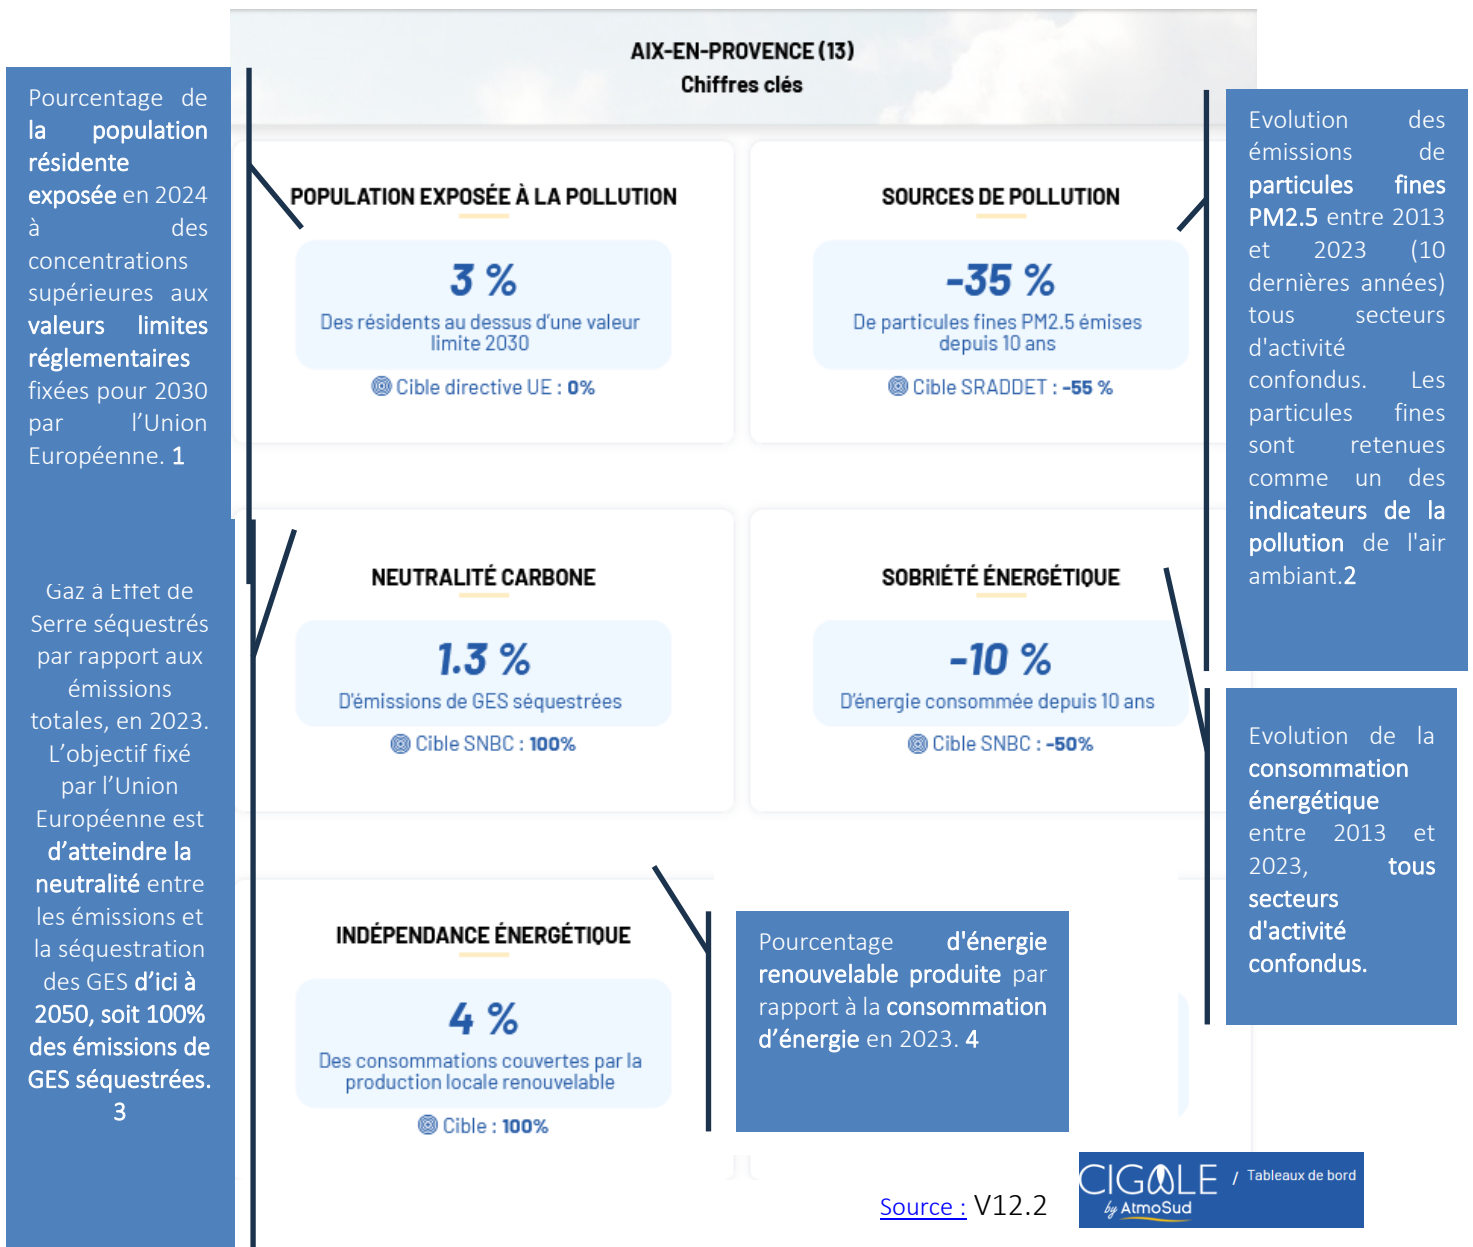 AIX-EN-PROVENCE (13)
Chiffres clés
Pourcentage de
la population
résidente
exposée en 2024
à des
concentrations
supérieures aux
valeurs limites
réglementaires
fixées pour 2030
par l’Union
Européenne. 1
POPULATION EXPOSÉE À LA POLLUTION
3 %
Des résidents au dessus d’une valeur
limite 2030
Cible directive UE : 0%
SOURCES DE POLLUTION
-35 %
De particules fines PM2.5 émises
depuis 10 ans
Cible SRADDET : -55 %
Evolution des
émissions de
particules fines
PM2.5 entre 2013
et 2023 (10
dernières années)
tous secteurs
d'activité
confondus. Les
particules fines
sont retenues
comme un des
indicateurs de la
pollution de l'air
ambiant.2
Gaz à Effet de
Serre séquestrés
par rapport aux
émissions
totales, en 2023.
L’objectif fixé
par l’Union
Européenne est
d’atteindre la
neutralité entre
les émissions et
la séquestration
des GES d’ici à
2050, soit 100%
des émissions de
GES séquestrées.
3
NEUTRALITÉ CARBONE
1.3 %
D'émissions de GES séquestrées
Cible SNBC : 100%
SOBRIÉTÉ ÉNERGÉTIQUE
-10 %
D'énergie consommée depuis 10 ans
Cible SNBC : -50%
Evolution de la
consommation
énergétique
entre 2013 et
2023, tous
secteurs
d'activité
confondus.
INDÉPENDANCE ÉNERGÉTIQUE
4 %
Des consommations couvertes par la
production locale renouvelable
Cible : 100%
Pourcentage d'énergie
renouvelable produite par
rapport à la consommation
d’énergie en 2023. 4
Source : V12.2
CIGALE / Tableaux de bord
by AtmoSud